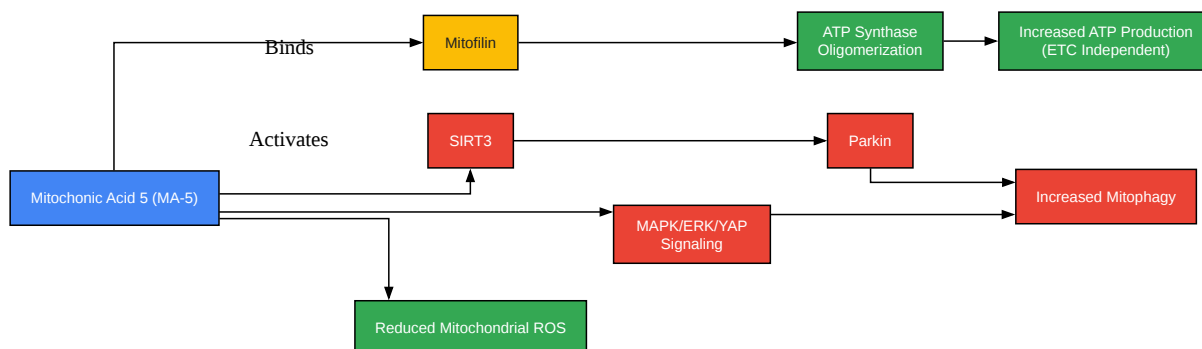 Binds
Mitofilin
ATP Synthase
Oligomerization
Increased ATP Production
(ETC Independent)
Activates
SIRT3
Parkin
Mitochonic Acid 5 (MA-5)
Increased Mitophagy
MAPK/ERK/YAP
Signaling
Reduced Mitochondrial ROS